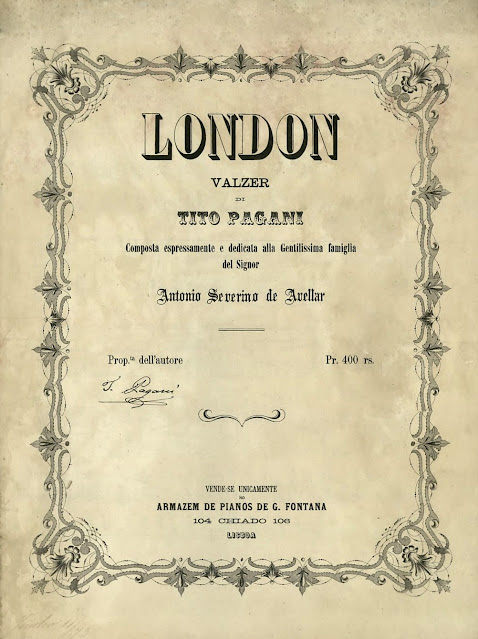 LONDON
VALZER
DI
TITO PAGANI
Composta espressamente e dedicata alla Gentilissima famiglia
del Signor
Antonio Severino de Avellar
Prop.ta dell'autore Pr. 400 rs.
T. Pagani
VENDE-SE UNICAMENTE
NO
ARMAZEM DE PIANOS DE G. FONTANA
104 CHIADO 106
LISBOA